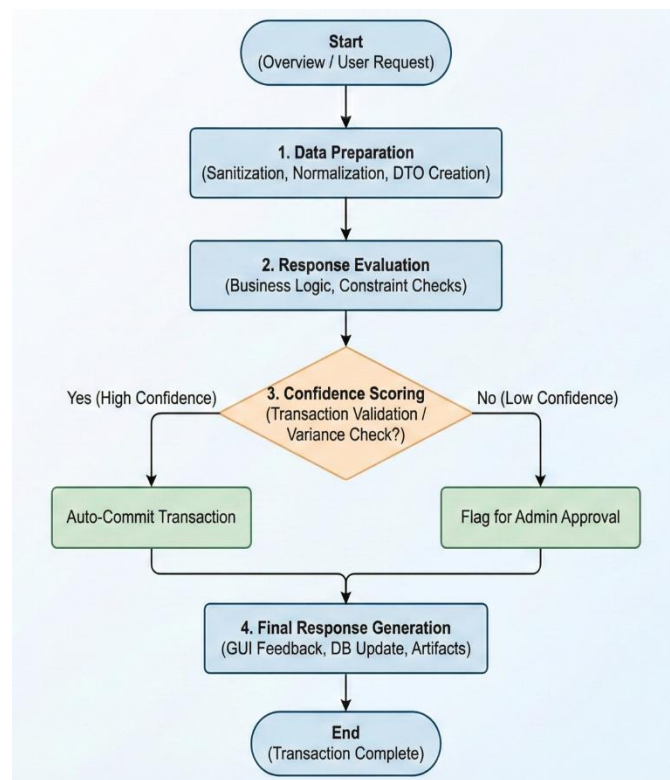 Start
(Overview / User Request)
1. Data Preparation
(Sanitization, Normalization, DTO Creation)
2. Response Evaluation
(Business Logic, Constraint Checks)
3. Confidence Scoring
(Transaction Validation /
Variance Check?)
Yes (High Confidence)
No (Low Confidence)
Auto-Commit Transaction
Flag for Admin Approval
4. Final Response Generation
(GUI Feedback, DB Update, Artifacts)
End
(Transaction Complete)